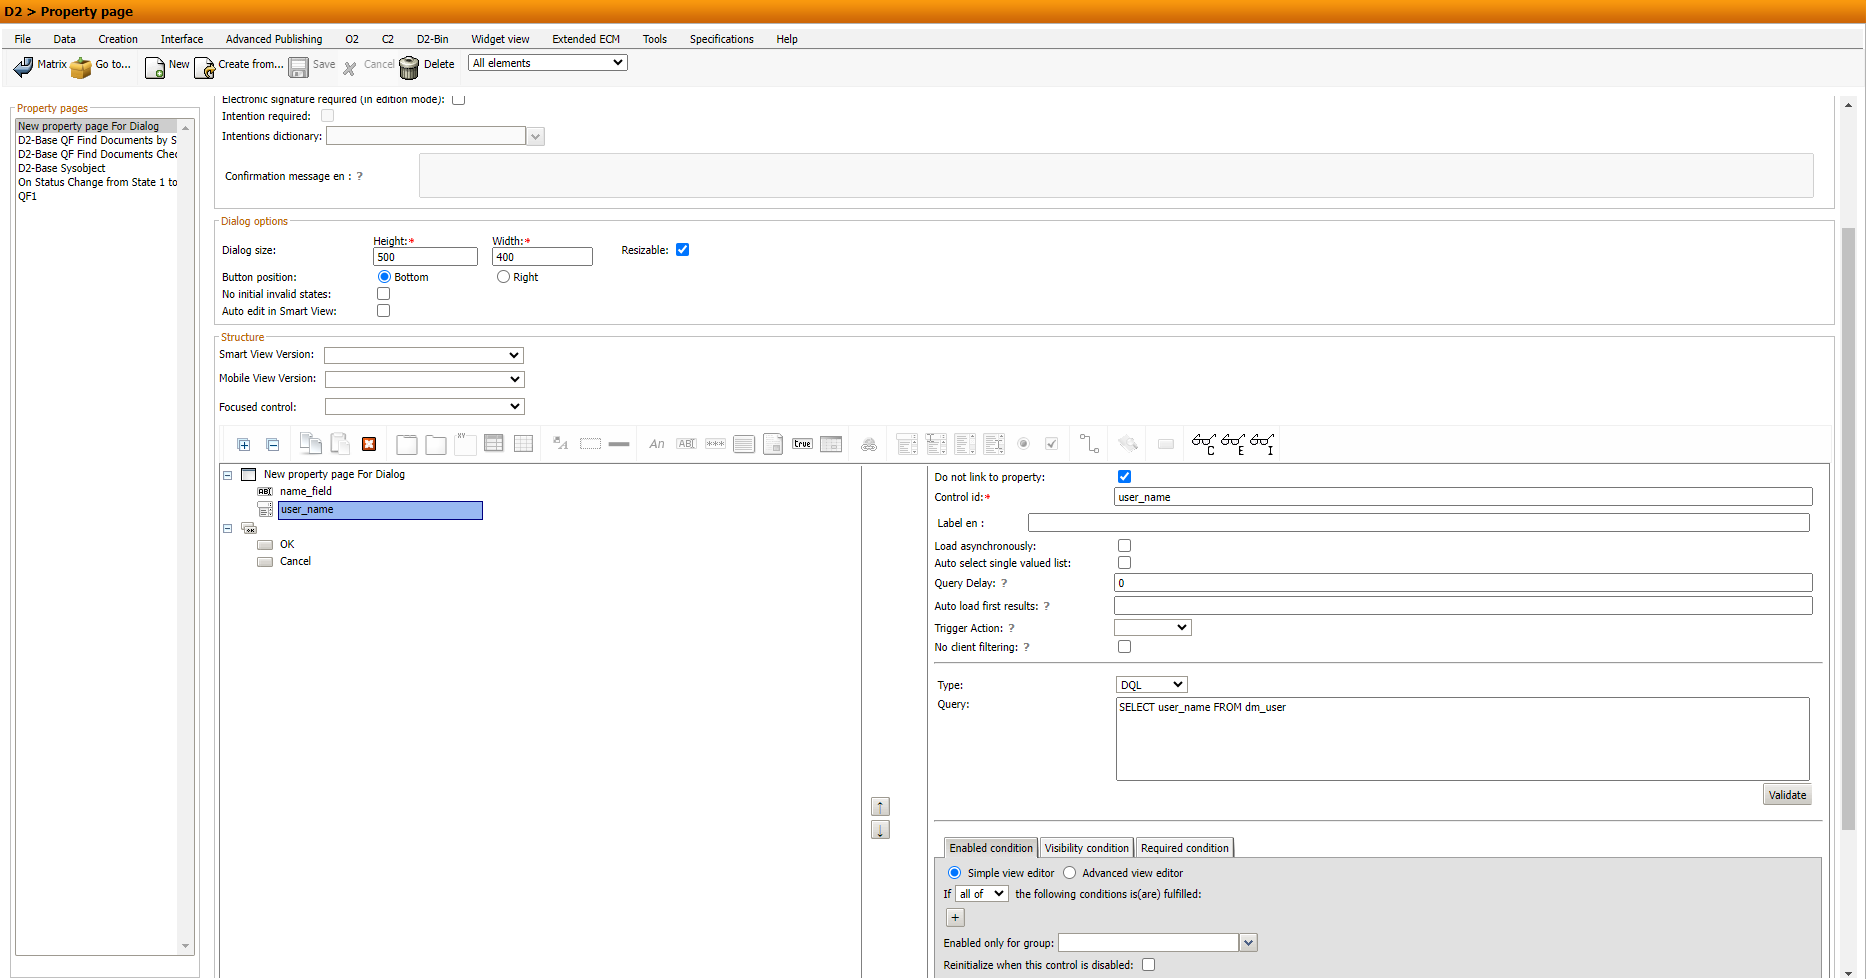 D2 > Property page
File Data Creation Interface Advanced Publishing O2 C2 D2-Bin Widget view Extended ECM Tools Specifications Help
Matrix Go to... New Create from... Save Cancel Delete All elements
Property pages
New property page For Dialog
D2-Base QF Find Documents by S
D2-Base QF Find Documents Chec
D2-Base Sysobject
On Status Change from State 1 to
QF1
Electronic signature required (in edition mode):
Intention required:
Intentions dictionary:
Confirmation message en : ?
Dialog options
Height:* Width:*
Dialog size: 500 400 Resizable:
Button position: Bottom Right
No initial invalid states:
Auto edit in Smart View:
Structure
Smart View Version:
Mobile View Version:
Focused control:
XY An ABI *** true C E I
New property page For Dialog
ABI name_field
user_name
OK
OK
Cancel
Do not link to property:
Control id:* user_name
Label en :
Load asynchronously:
Auto select single valued list:
Query Delay: ? 0
Auto load first results: ?
Trigger Action: ?
No client filtering: ?
Type: DQL
Query: SELECT user_name FROM dm_user
Validate
Enabled condition Visibility condition Required condition
Simple view editor Advanced view editor
If all of the following conditions is(are) fulfilled:
+
Enabled only for group:
Reinitialize when this control is disabled: